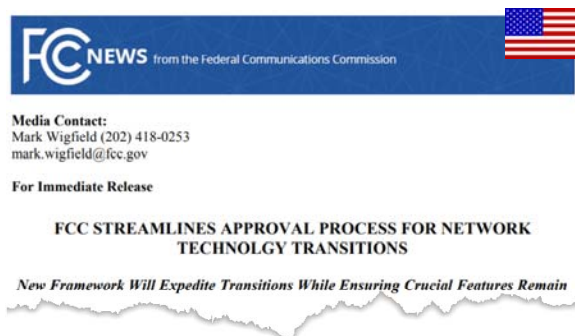 FCC NEWS from the Federal Communications Commission
Media Contact:
Mark Wigfield (202) 418-0253
mark.wigfield@fcc.gov
For Immediate Release
FCC STREAMLINES APPROVAL PROCESS FOR NETWORK
TECHNOLGY TRANSITIONS
New Framework Will Expedite Transitions While Ensuring Crucial Features Remain